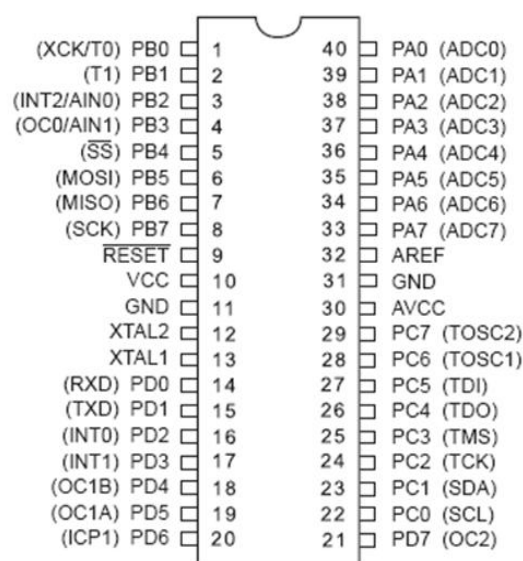 (XCK/T0) PB0 1 40 PA0 (ADC0)
(T1) PB1 2 39 PA1 (ADC1)
(INT2/AIN0) PB2 3 38 PA2 (ADC2)
(OC0/AIN1) PB3 4 37 PA3 (ADC3)
(SS) PB4 5 36 PA4 (ADC4)
(MOSI) PB5 6 35 PA5 (ADC5)
(MISO) PB6 7 34 PA6 (ADC6)
(SCK) PB7 8 33 PA7 (ADC7)
RESET 9 32 AREF
VCC 10 31 GND
GND 11 30 AVCC
XTAL2 12 29 PC7 (TOSC2)
XTAL1 13 28 PC6 (TOSC1)
(RXD) PD0 14 27 PC5 (TDI)
(TXD) PD1 15 26 PC4 (TDO)
(INT0) PD2 16 25 PC3 (TMS)
(INT1) PD3 17 24 PC2 (TCK)
(OC1B) PD4 18 23 PC1 (SDA)
(OC1A) PD5 19 22 PC0 (SCL)
(ICP1) PD6 20 21 PD7 (OC2)